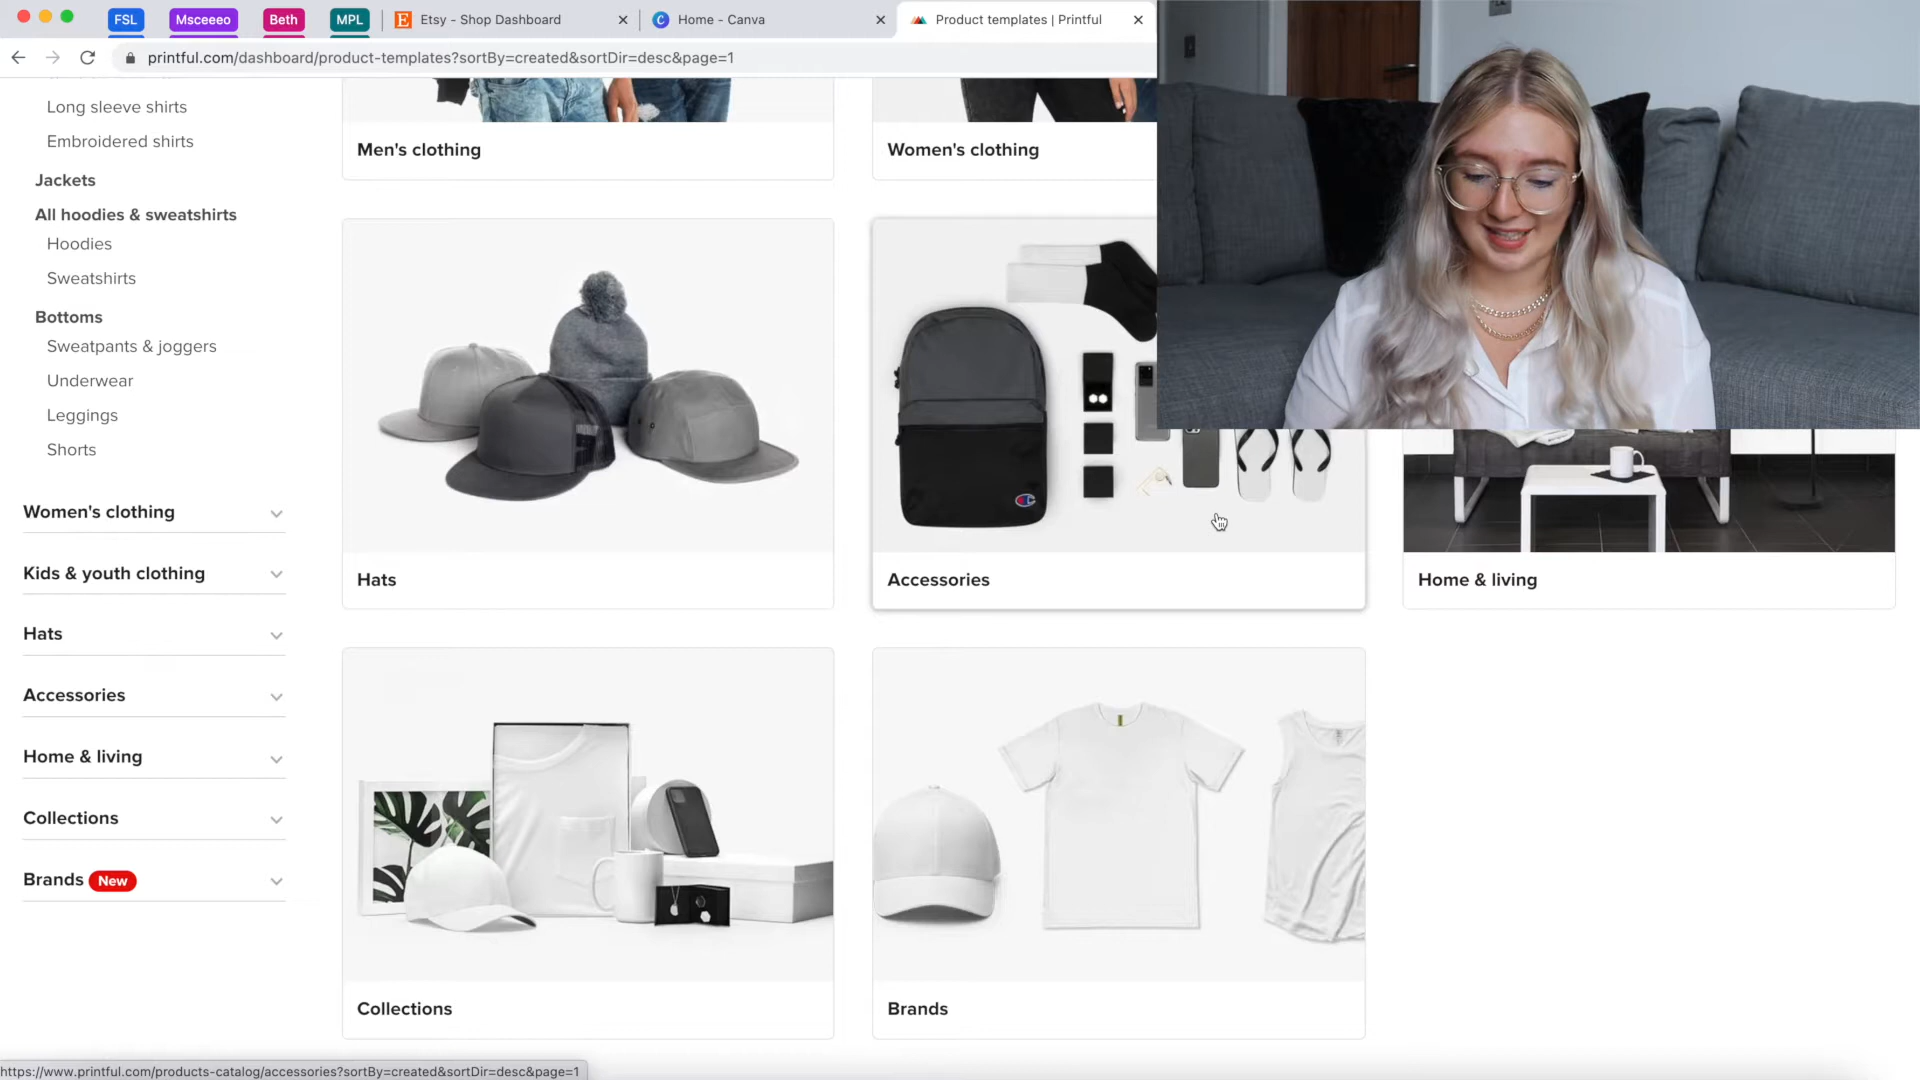 FSL
Msceeeo
Beth
MPL
Etsy - Shop Dashboard
Home - Canva
Product templates | Printful
printful.com/dashboard/product-templates?sortBy=created&sortDir=desc&page=1
Long sleeve shirts
Embroidered shirts
Jackets
All hoodies & sweatshirts
Hoodies
Sweatshirts
Bottoms
Sweatpants & joggers
Underwear
Leggings
Shorts
Women's clothing
Kids & youth clothing
Hats
Accessories
Home & living
Collections
Brands New
Men's clothing
Women's clothing
Hats
Accessories
Home & living
Collections
Brands
https://www.printful.com/products-catalog/accessories?sortBy=created&sortDir=desc&page=1